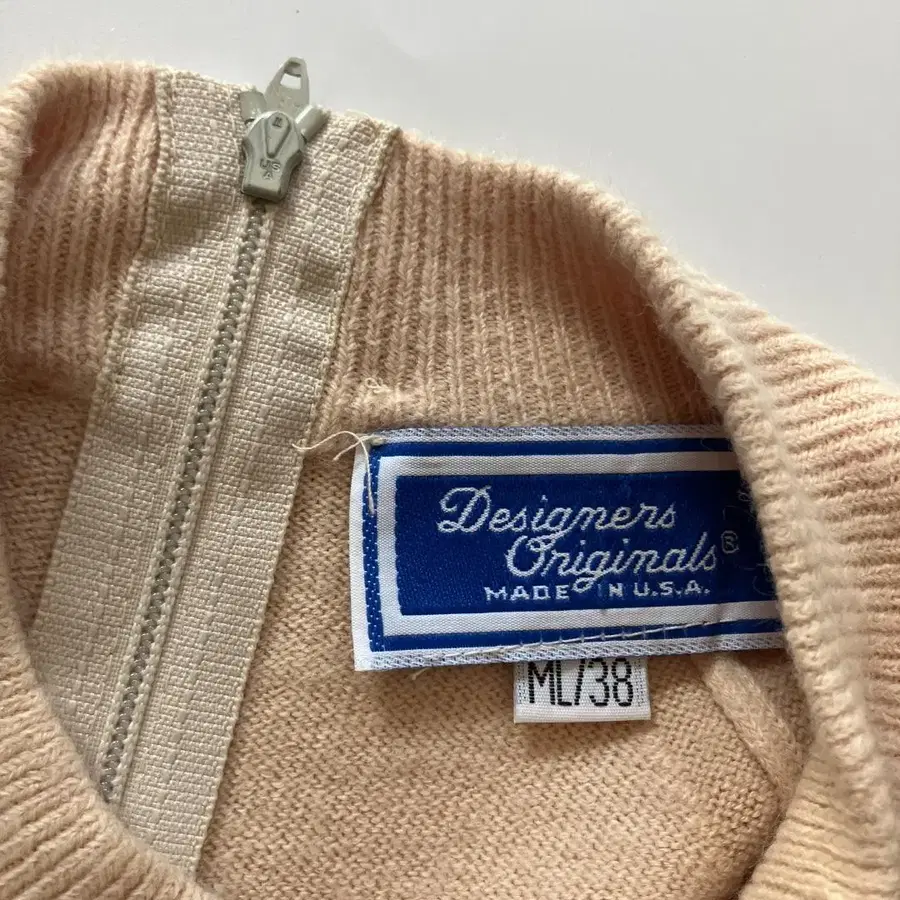 Designers
Originals®
MADE IN U.S.A.
ML/38